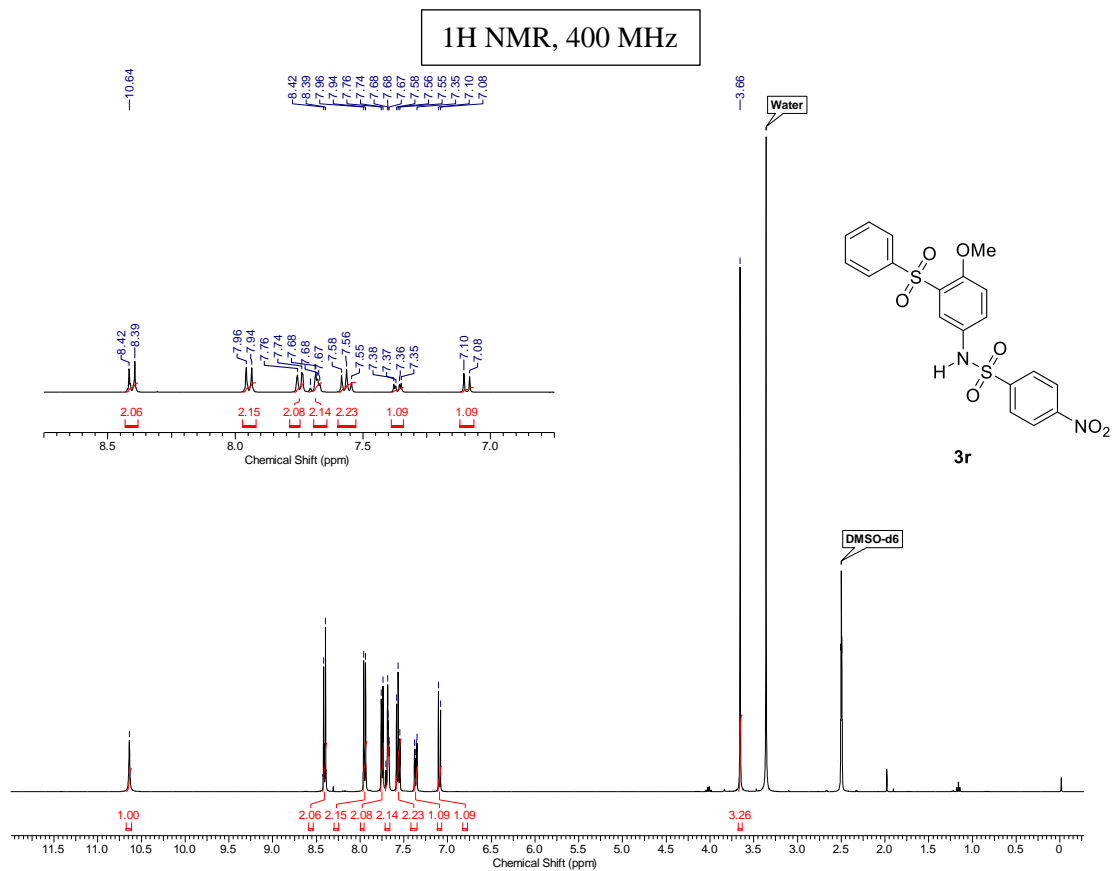 1H NMR, 400 MHz
10.64
8.42
8.39
7.96
7.94
7.76
7.74
7.68
7.68
7.67
7.58
7.56
7.55
7.35
7.10
7.08
3.66
Water
8.42
8.39
7.96
7.94
7.76
7.74
7.68
7.68
7.67
7.58
7.56
7.55
7.38
7.37
7.36
7.35
7.10
7.08
2.06 2.15 2.08 2.14 2.23 1.09 1.09
8.5 8.0 7.5 7.0
Chemical Shift (ppm)
O
OMe
S
O
H
N
O
S
O
NO2
3r
DMSO-d6
1.00 2.06 2.15 2.08 2.14 2.23 1.09 1.09 3.26
11.5 11.0 10.5 10.0 9.5 9.0 8.5 8.0 7.5 7.0 6.5 6.0 5.5 5.0 4.5 4.0 3.5 3.0 2.5 2.0 1.5 1.0 0.5 0
Chemical Shift (ppm)